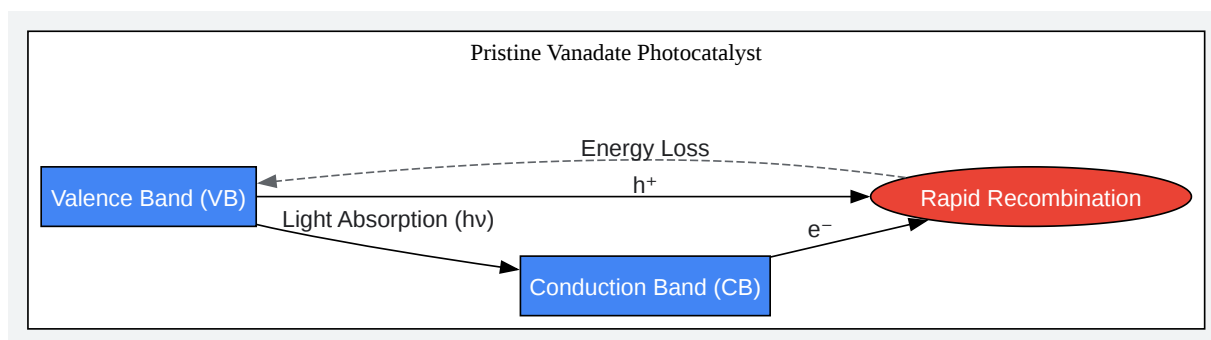 Pristine Vanadate Photocatalyst
Energy Loss
Valence Band (VB)
h⁺
Rapid Recombination
Light Absorption (hν)
e⁻
Conduction Band (CB)